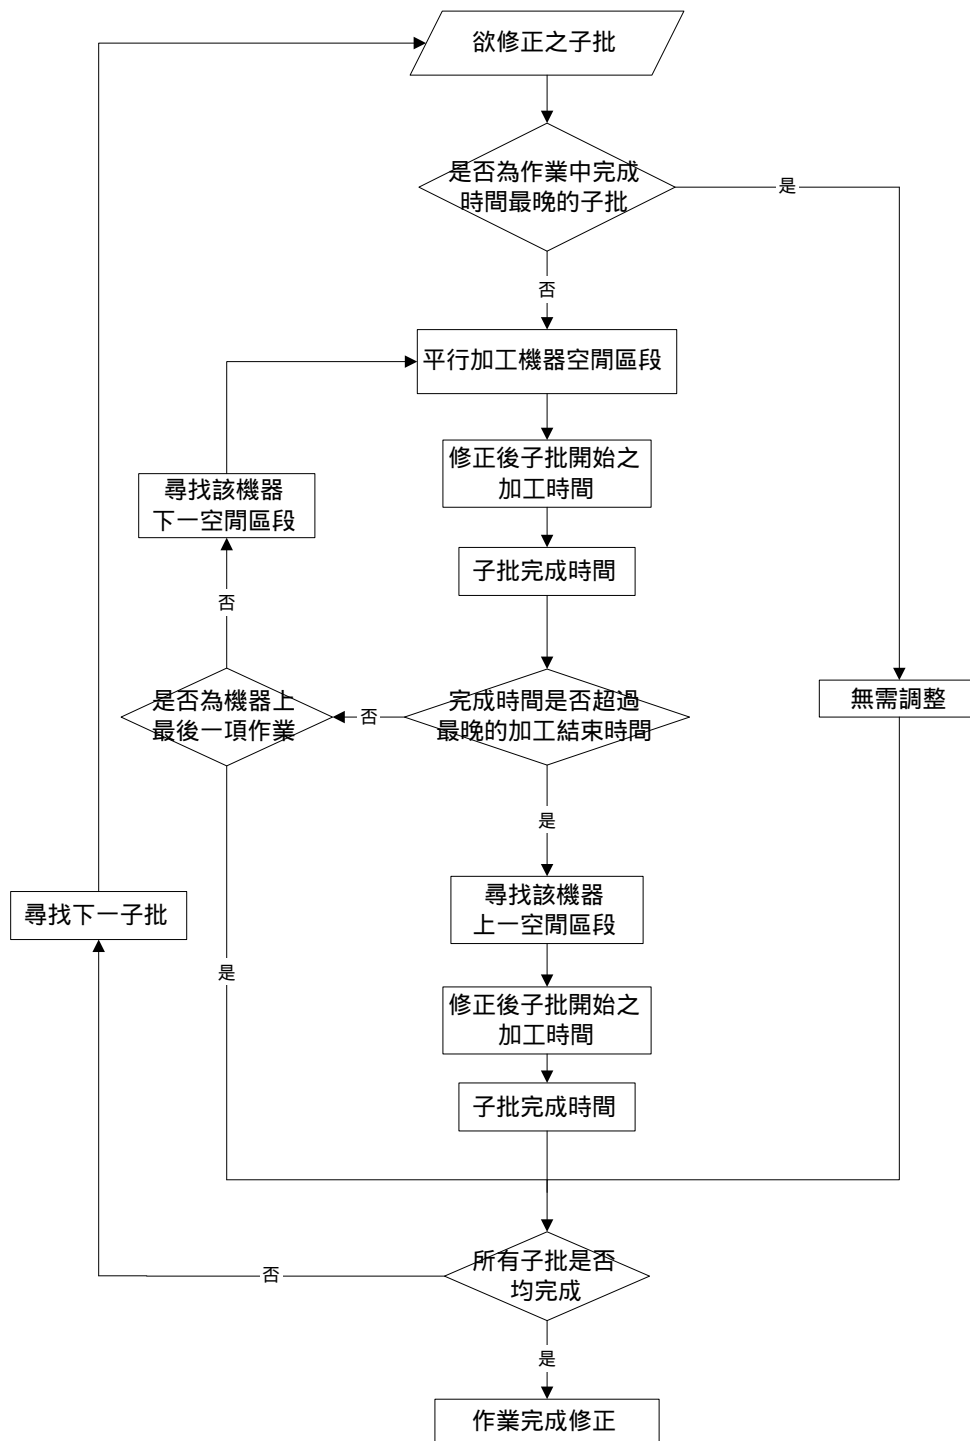 欲修正之子批
是否為作業中完成
時間最晚的子批
是
否
平行加工機器空閒區段
修正後子批開始之
加工時間
尋找該機器
下一空閒區段
子批完成時間
否
是否為機器上
最後一項作業
否
完成時間是否超過
最晚的加工結束時間
無需調整
是
尋找該機器
上一空閒區段
尋找下一子批
是
修正後子批開始之
加工時間
子批完成時間
所有子批是否
均完成
否
是
作業完成修正